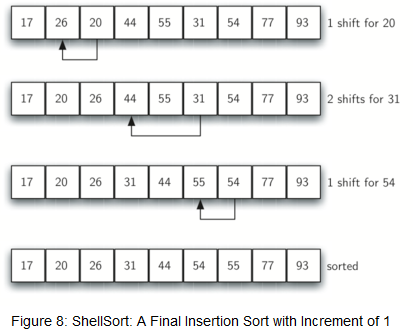 17 26 20 44 55 31 54 77 93 1 shift for 20
17 20 26 44 55 31 54 77 93 2 shifts for 31
17 20 26 31 44 55 54 77 93 1 shift for 54
17 20 26 31 44 54 55 77 93 sorted
Figure 8: ShellSort: A Final Insertion Sort with Increment of 1